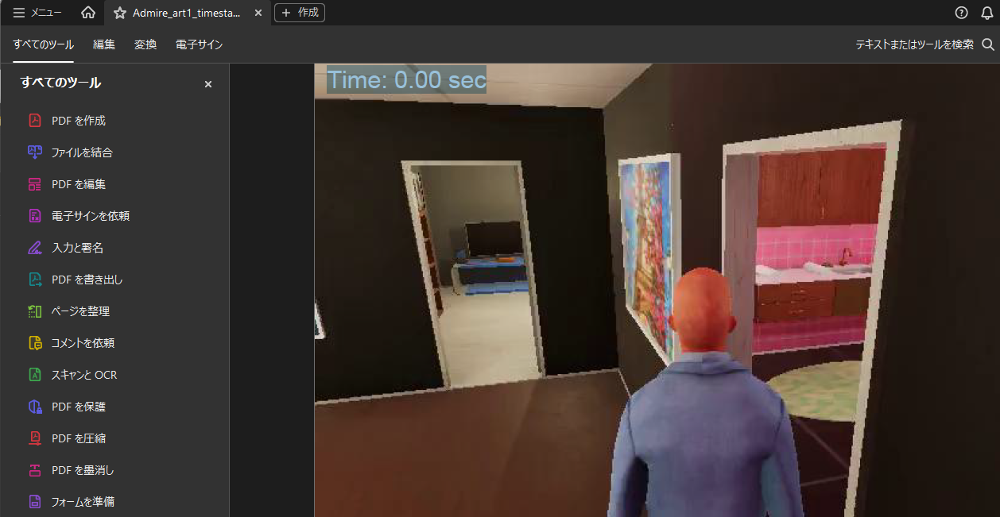 メニュー
Admire_art1_timesta...
作成
すべてのツール
編集
変換
電子サイン
テキストまたはツールを検索
すべてのツール
PDF を作成
ファイルを結合
PDF を編集
電子サインを依頼
入力と署名
PDF を書き出し
ページを整理
コメントを依頼
スキャンと OCR
PDF を保護
PDF を圧縮
PDF を墨消し
フォームを準備
Time: 0.00 sec